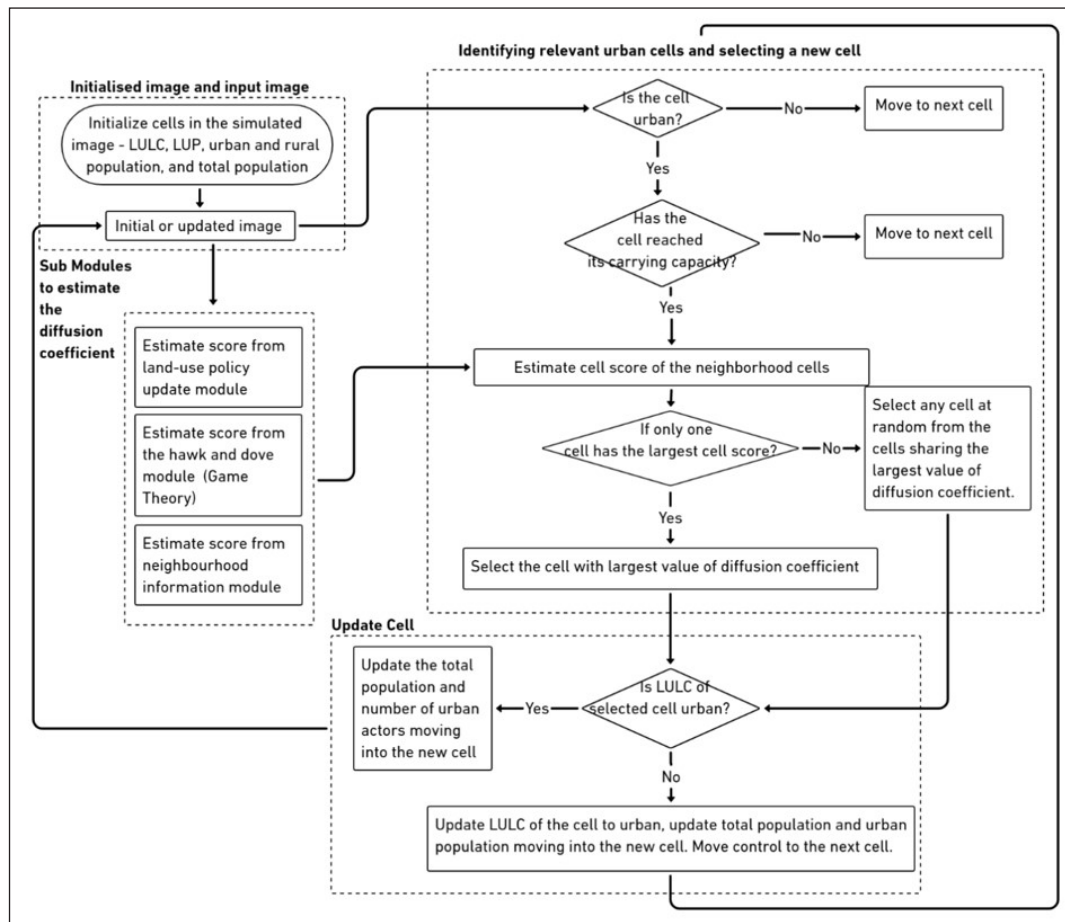 Identifying relevant urban cells and selecting a new cell
Initialised image and input image
Initialize cells in the simulated
image - LULC, LUP, urban and rural
population, and total population
Initial or updated image
Sub Modules
to estimate
the
diffusion
coefficient
Estimate score from
land-use policy
update module
Estimate score from
the hawk and dove
module (Game
Theory)
Estimate score from
neighbourhood
information module
Is the cell
urban?
No
Move to next cell
Yes
Has the
cell reached
its carrying capacity?
No
Move to next cell
Yes
Estimate cell score of the neighborhood cells
If only one
cell has the largest cell score?
No
Select any cell at
random from the
cells sharing the
largest value of
diffusion coefficient.
Yes
Select the cell with largest value of diffusion coefficient
Update Cell
Is LULC of
selected cell urban?
Yes
Update the total
population and
number of urban
actors moving
into the new cell
No
Update LULC of the cell to urban, update total population and urban
population moving into the new cell. Move control to the next cell.